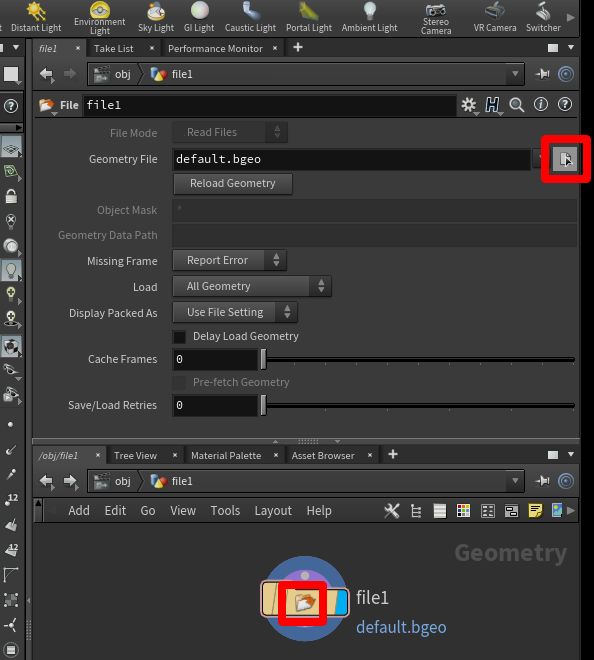 Distant Light Environment Light Sky Light GI Light Caustic Light Portal Light Ambient Light Stereo Camera VR Camera Switcher
file1 × Take List × Performance Monitor × +
obj file1
File file1
File Mode Read Files
Geometry File default.bgeo
Reload Geometry
Object Mask *
Geometry Data Path
Missing Frame Report Error
Load All Geometry
Display Packed As Use File Setting
Delay Load Geometry
Cache Frames 0
Pre-fetch Geometry
Save/Load Retries 0
/obj/file1 × Tree View × Material Palette × Asset Browser × +
obj file1
Add Edit Go View Tools Layout Help
Geometry
file1
default.bgeo
12
12